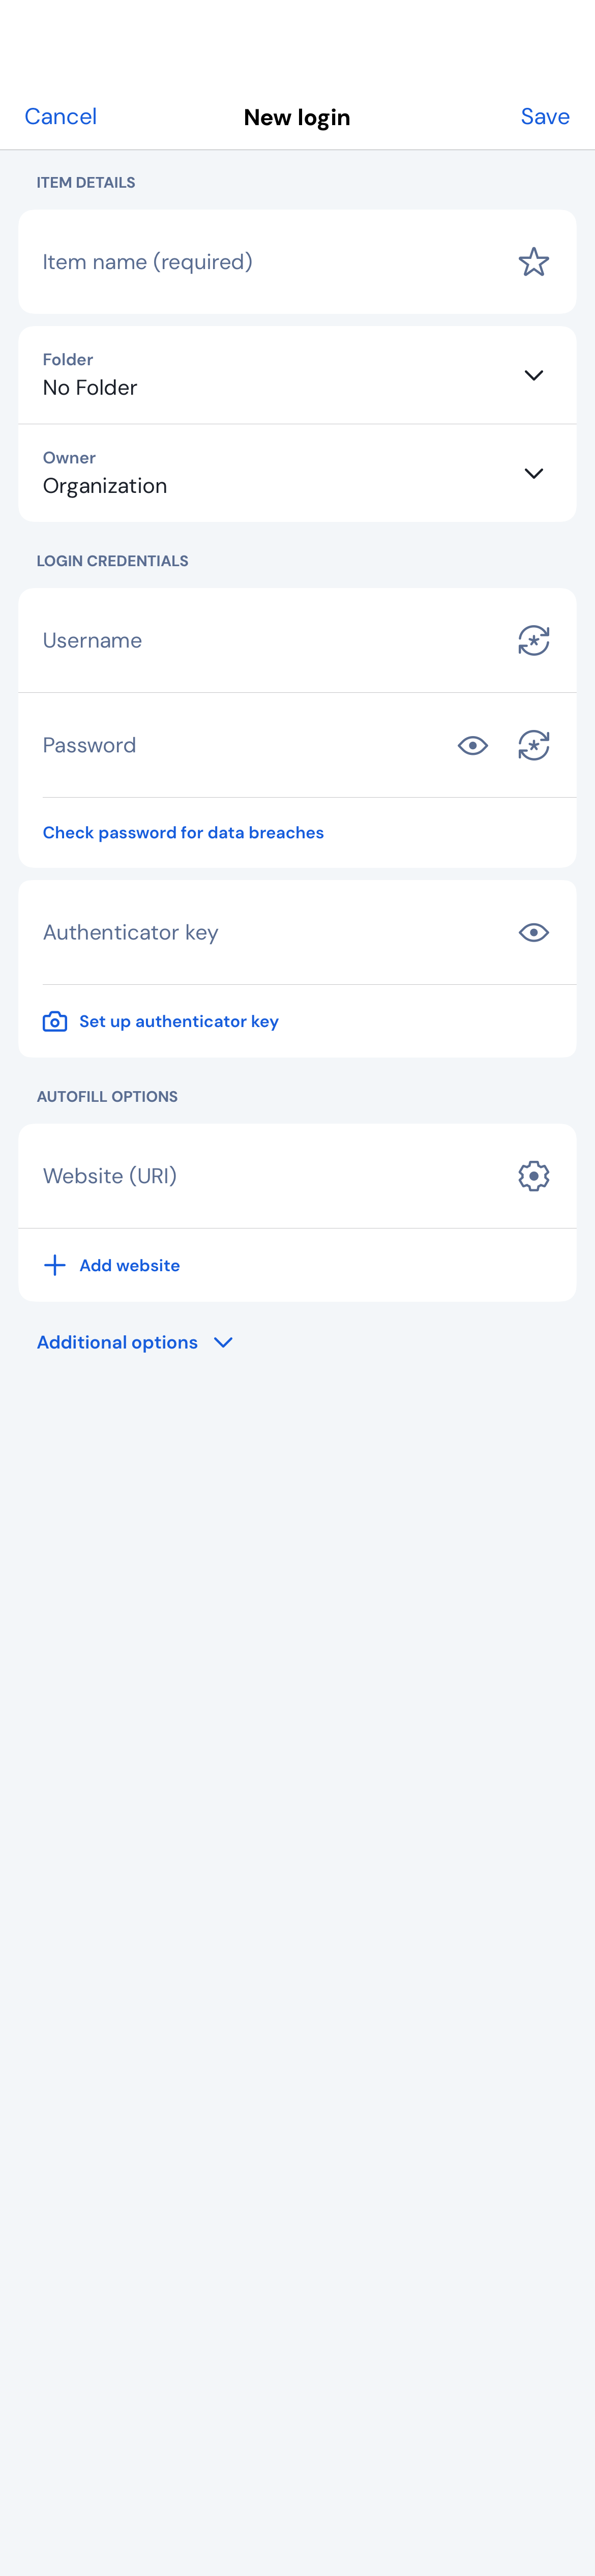 Cancel
New login
Save
ITEM DETAILS
Item name (required)
Folder
No Folder
Owner
Organization
LOGIN CREDENTIALS
Username
Password
Check password for data breaches
Authenticator key
Set up authenticator key
AUTOFILL OPTIONS
Website (URI)
Add website
Additional options